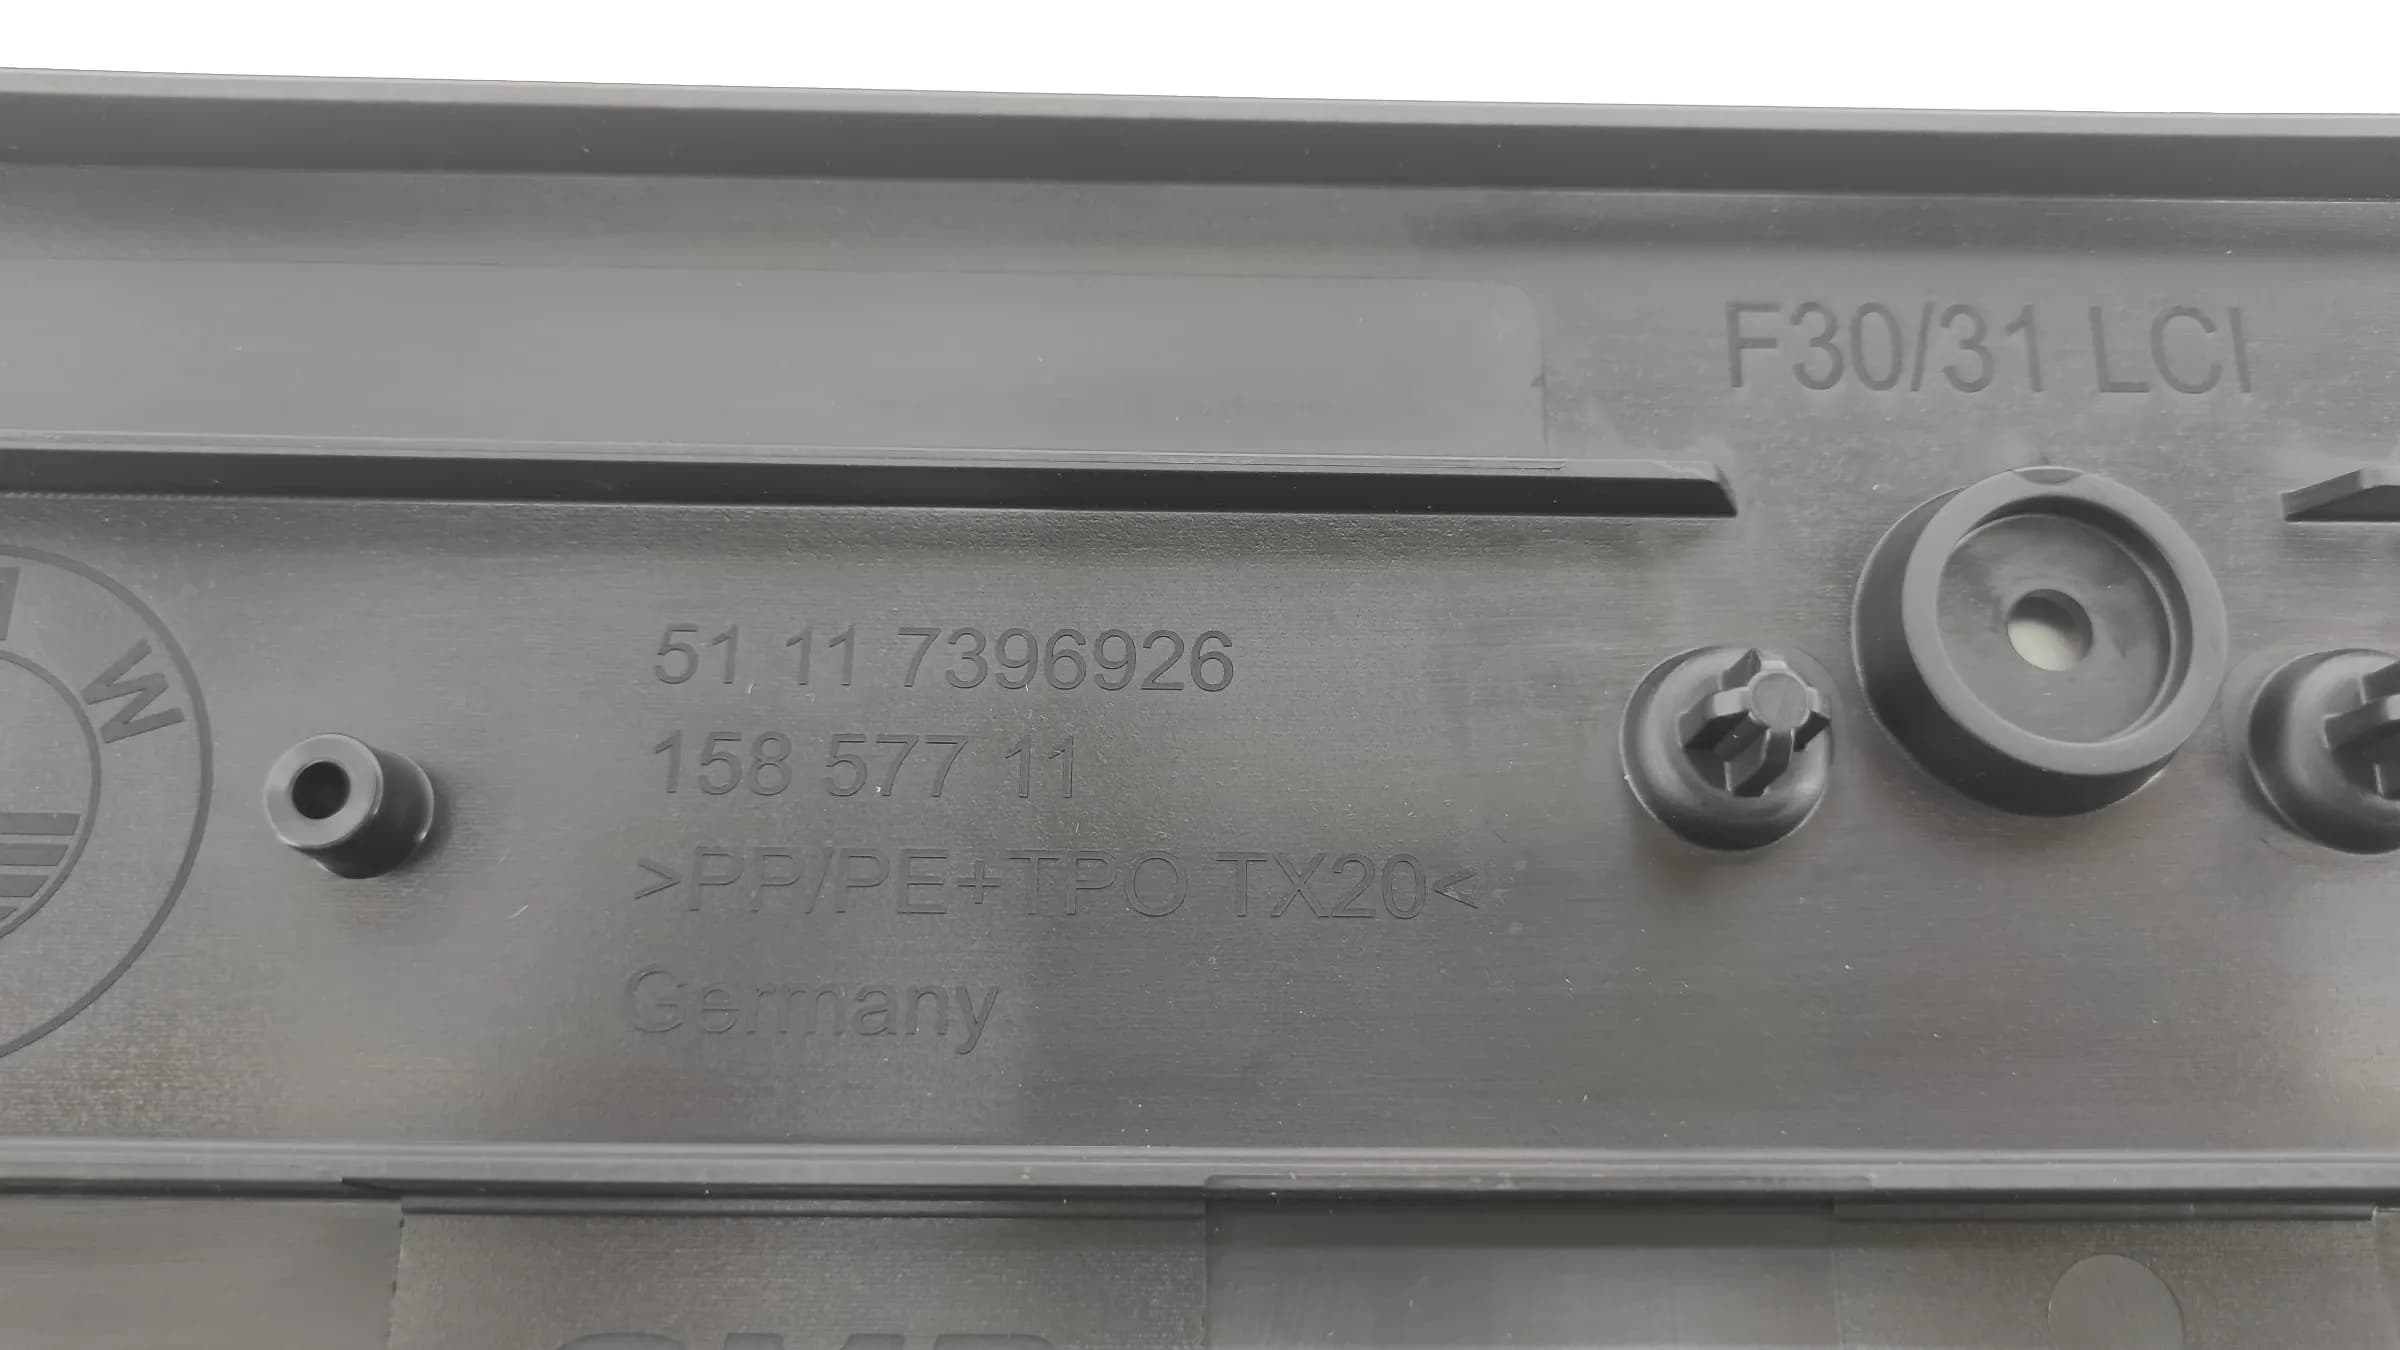 F30/31 LCI
W
51 11 7396926
158 577 11
>PP/PE+TPO TX20<
Germany